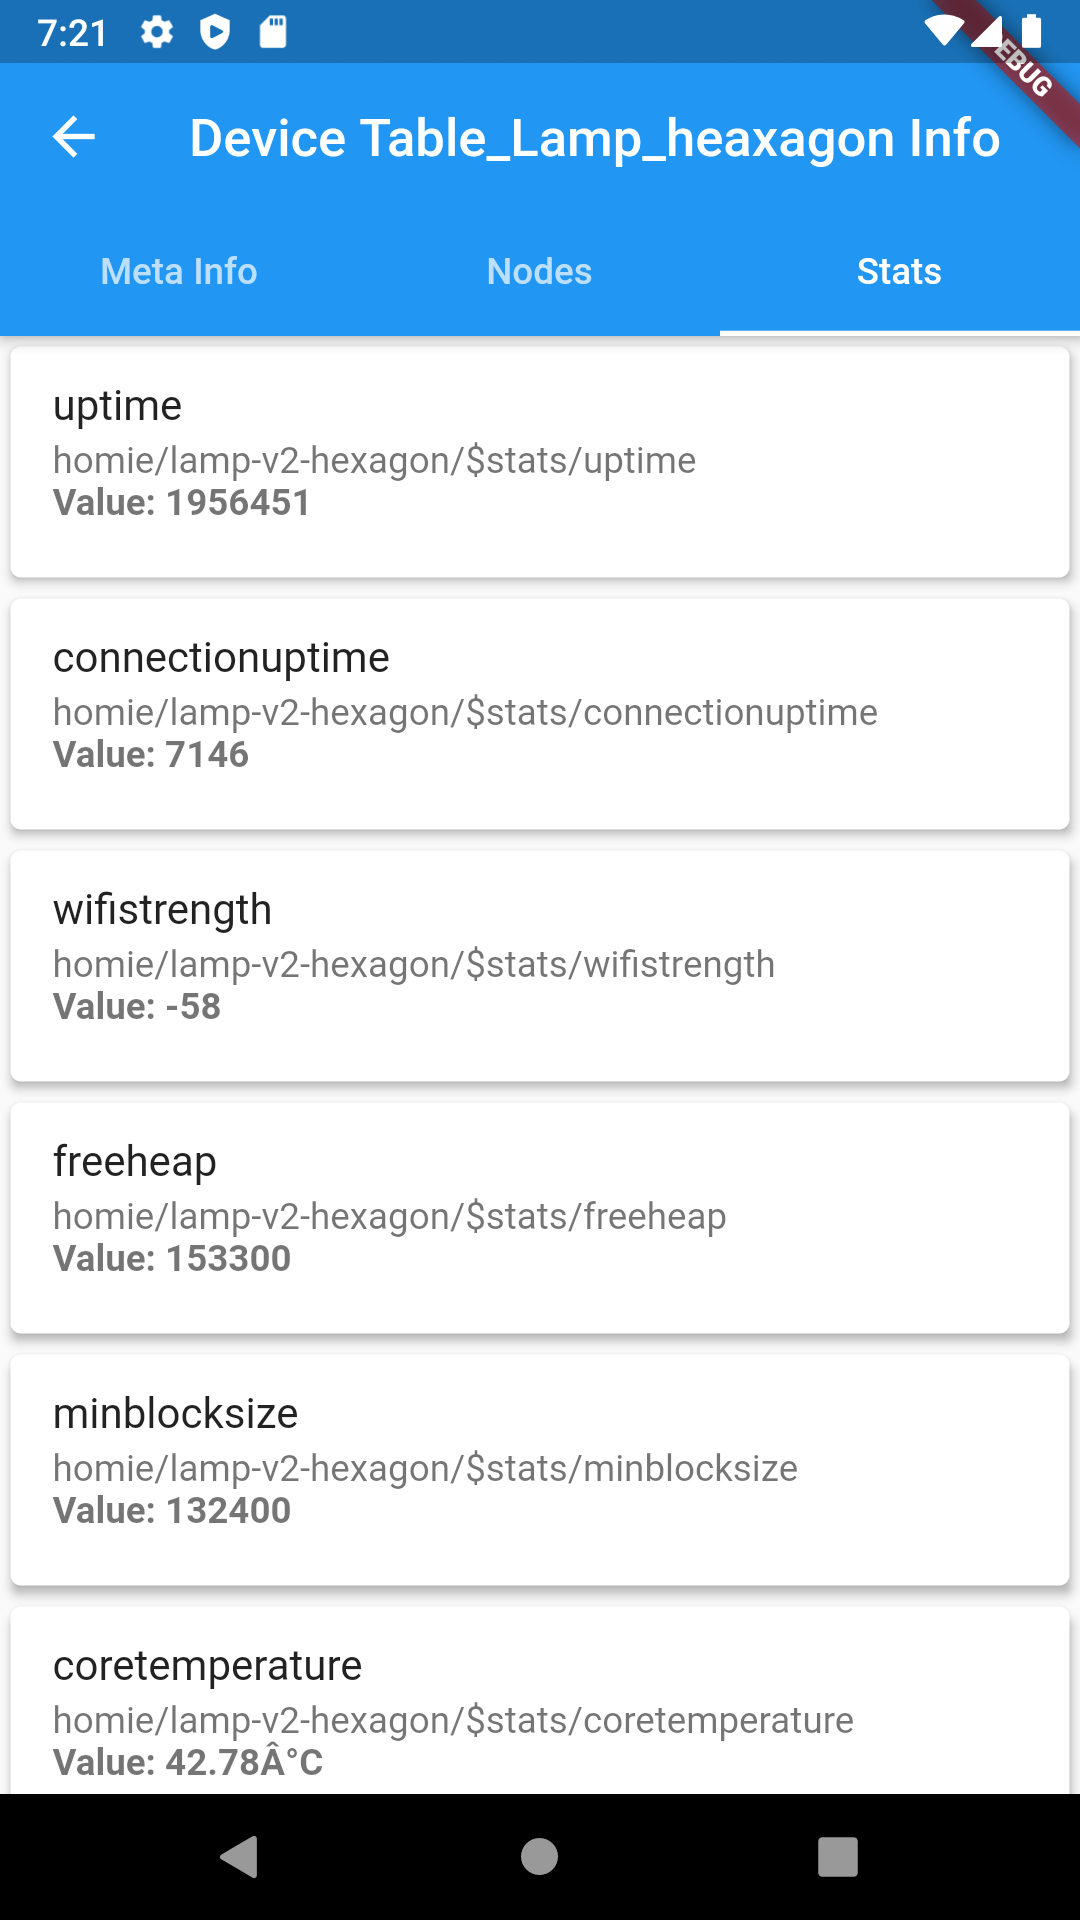 7:21
EBUG
Device Table_Lamp_heaxagon Info
Meta Info
Nodes
Stats
uptime
homie/lamp-v2-hexagon/$stats/uptime
Value: 1956451
connectionuptime
homie/lamp-v2-hexagon/$stats/connectionuptime
Value: 7146
wifistrength
homie/lamp-v2-hexagon/$stats/wifistrength
Value: -58
freeheap
homie/lamp-v2-hexagon/$stats/freeheap
Value: 153300
minblocksize
homie/lamp-v2-hexagon/$stats/minblocksize
Value: 132400
coretemperature
homie/lamp-v2-hexagon/$stats/coretemperature
Value: 42.78Â°C